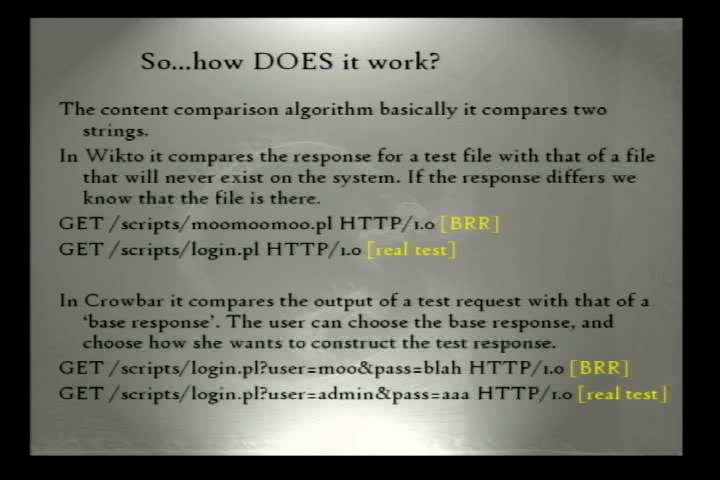 So...how DOES it work?
The content comparison algorithm basically it compares two
strings.
In Wikto it compares the response for a test file with that of a file
that will never exist on the system. If the response differs we
know that the file is there.
GET /scripts/moomoomoo.pl HTTP/1.0 [BRR]
GET /scripts/login.pl HTTP/1.0 [real test]
In Crowbar it compares the output of a test request with that of a
‘base response’. The user can choose the base response, and
choose how she wants to construct the test response.
GET /scripts/login.pl?user=moo&pass=blah HTTP/1.0 [BRR]
GET /scripts/login.pl?user=admin&pass=aaa HTTP/1.0 [real test]